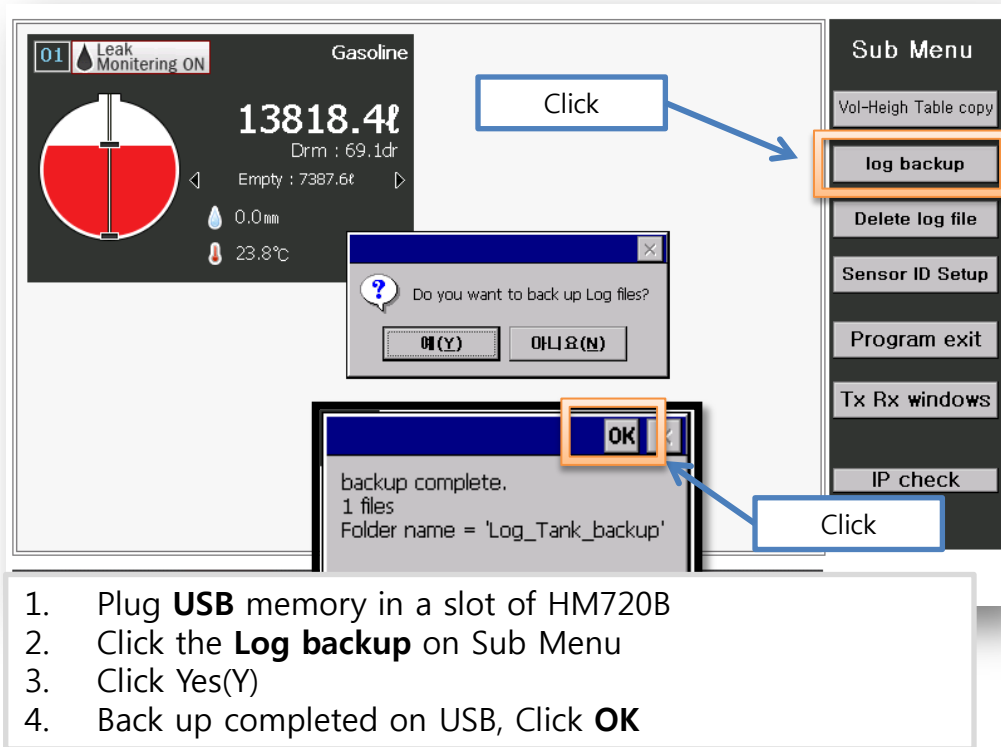 01 Leak Monitering ON
Gasoline
13818.4ℓ
Drm : 69.1dr
Empty : 7387.6ℓ
0.0㎜
23.8℃
Click
Do you want to back up Log files?
예(Y) 아니요(N)
OK
backup complete.
1 files
Folder name = 'Log_Tank_backup'
Click
Sub Menu
Vol-Heigh Table copy
log backup
Delete log file
Sensor ID Setup
Program exit
Tx Rx windows
IP check
1. Plug USB memory in a slot of HM720B
2. Click the Log backup on Sub Menu
3. Click Yes(Y)
4. Back up completed on USB, Click OK